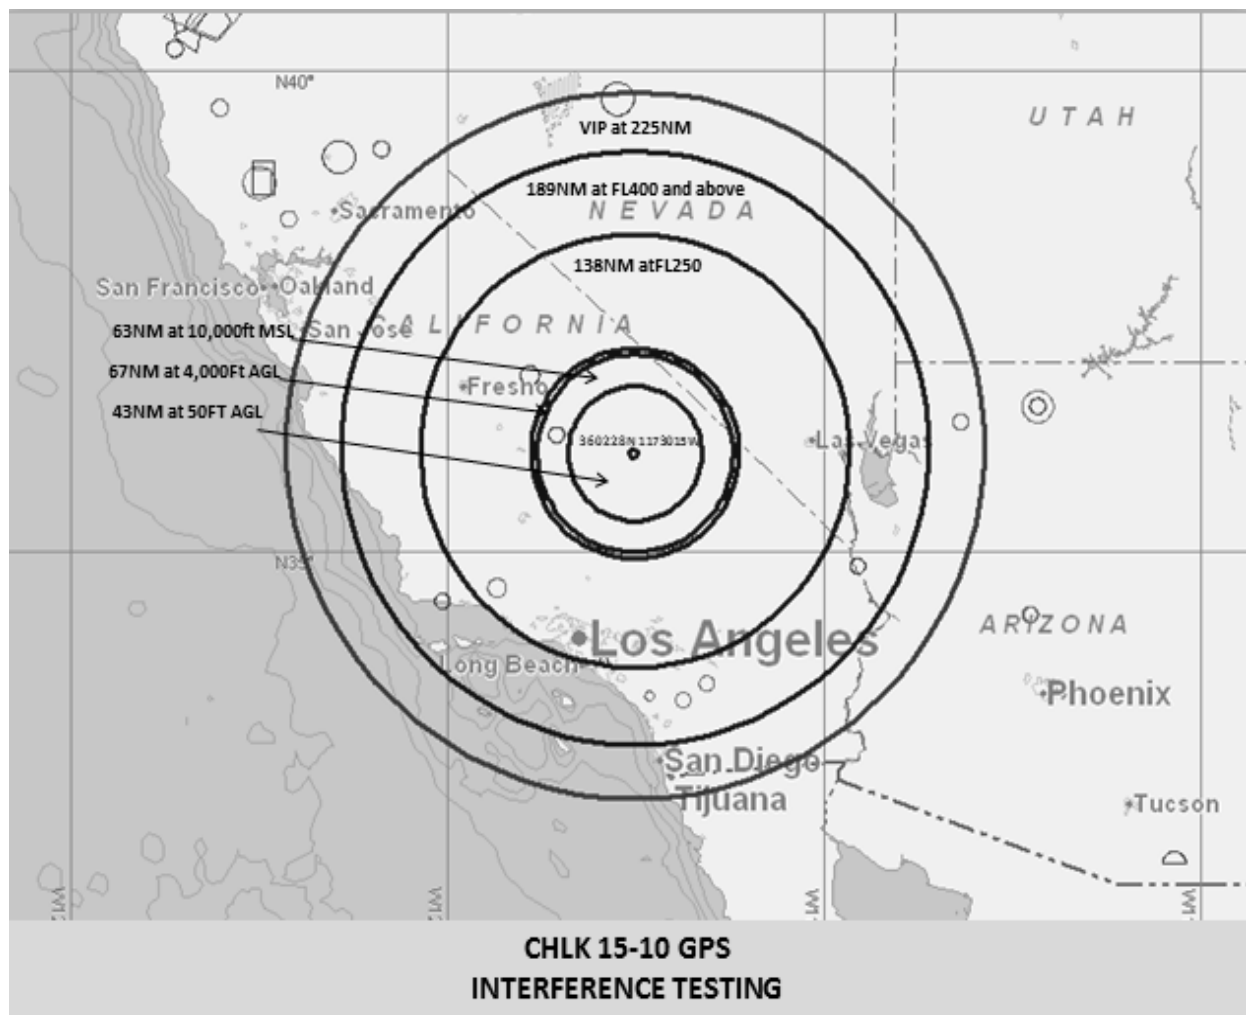 N40°
UTAH
VIP at 225NM
189NM at FL400 and above
Sacramento
NEVADA
138NM atFL250
San Francisco
Oakland
63NM at 10,000ft MSL
San Jose
CALIFORNIA
67NM at 4,000Ft AGL
Fresno
43NM at 50FT AGL
360228N 1173015W
Las Vegas
N35°
Los Angeles
ARIZONA
Long Beach
Phoenix
San Diego
Tijuana
Tucson
CHLK 15-10 GPS
INTERFERENCE TESTING